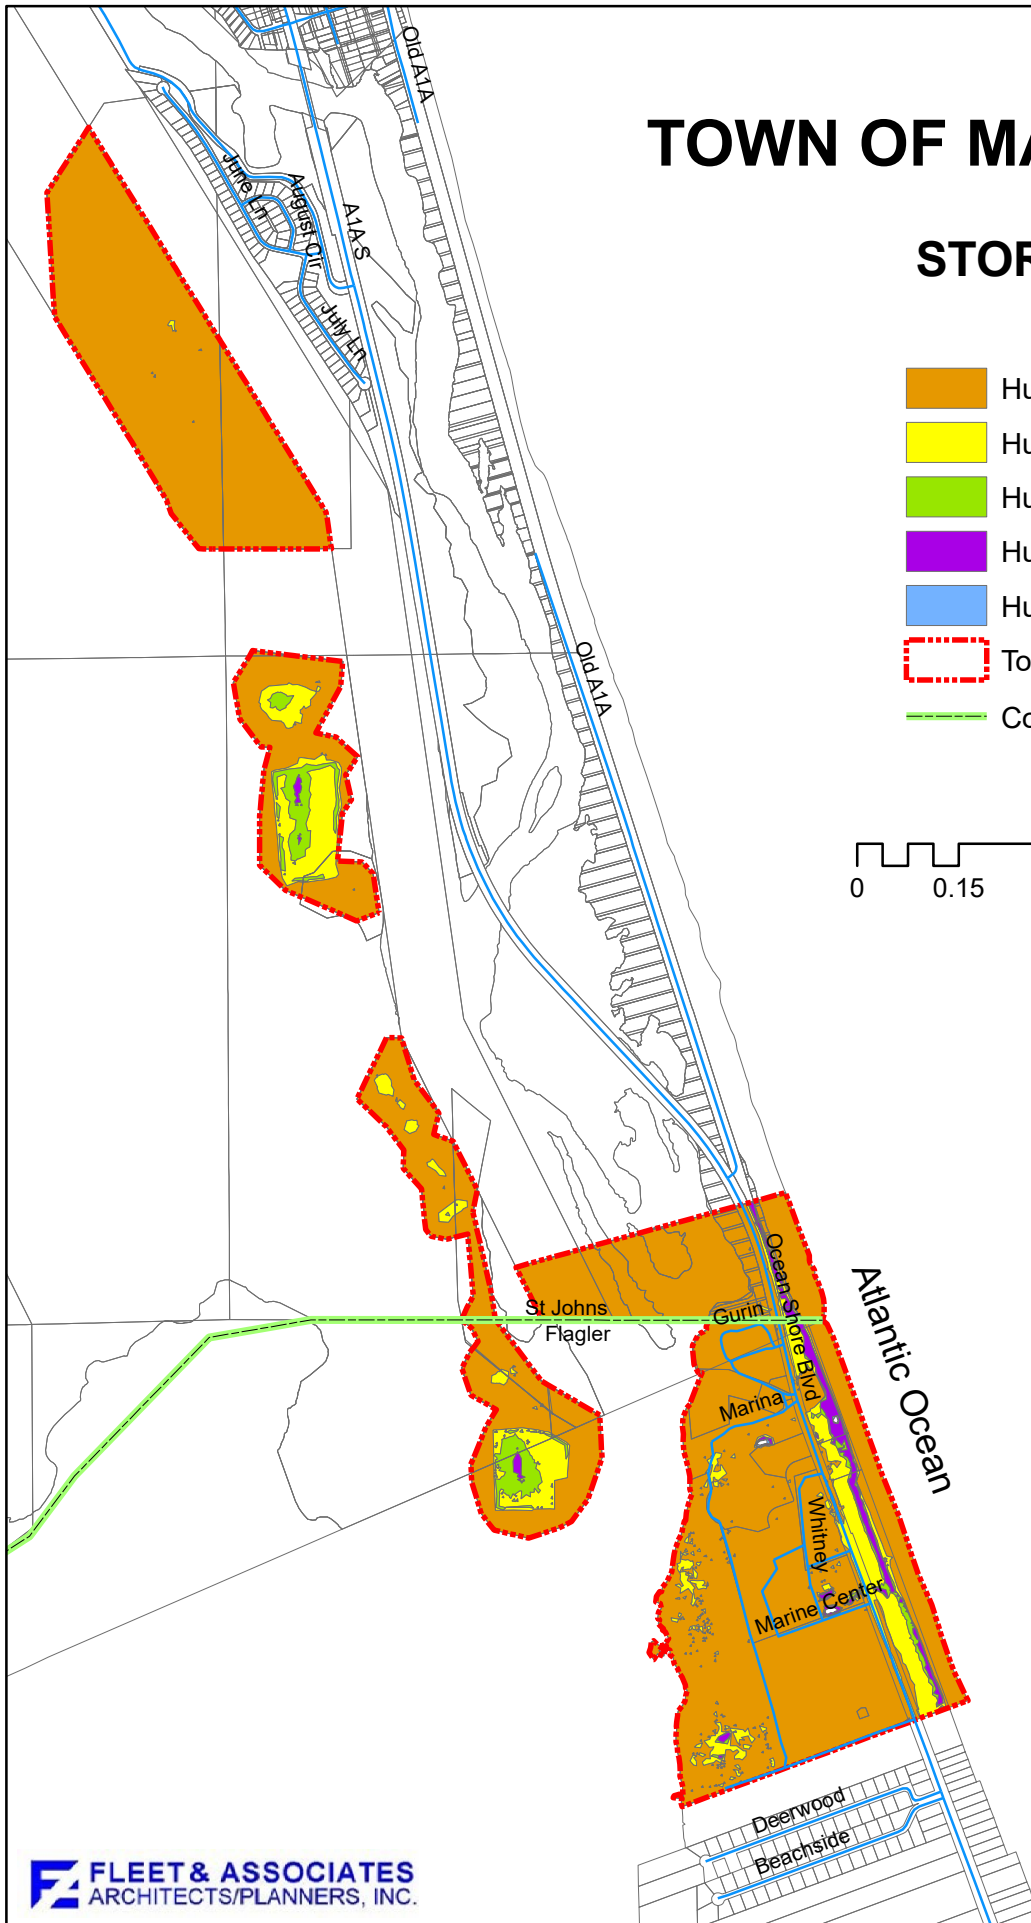 Old A1A
TOWN OF MA
June Ln
August Cir
A1A S
STOR
July Ln
Hu
Hu
Hu
Hu
Hu
To
Co
Old A1A
0 0.15
Ocean Shore Blvd
Atlantic Ocean
St Johns
Flagler
Gurin
Marina
Whitney
Marine Center
Deerwood
Beachside
FLEET & ASSOCIATES
ARCHITECTS/PLANNERS, INC.